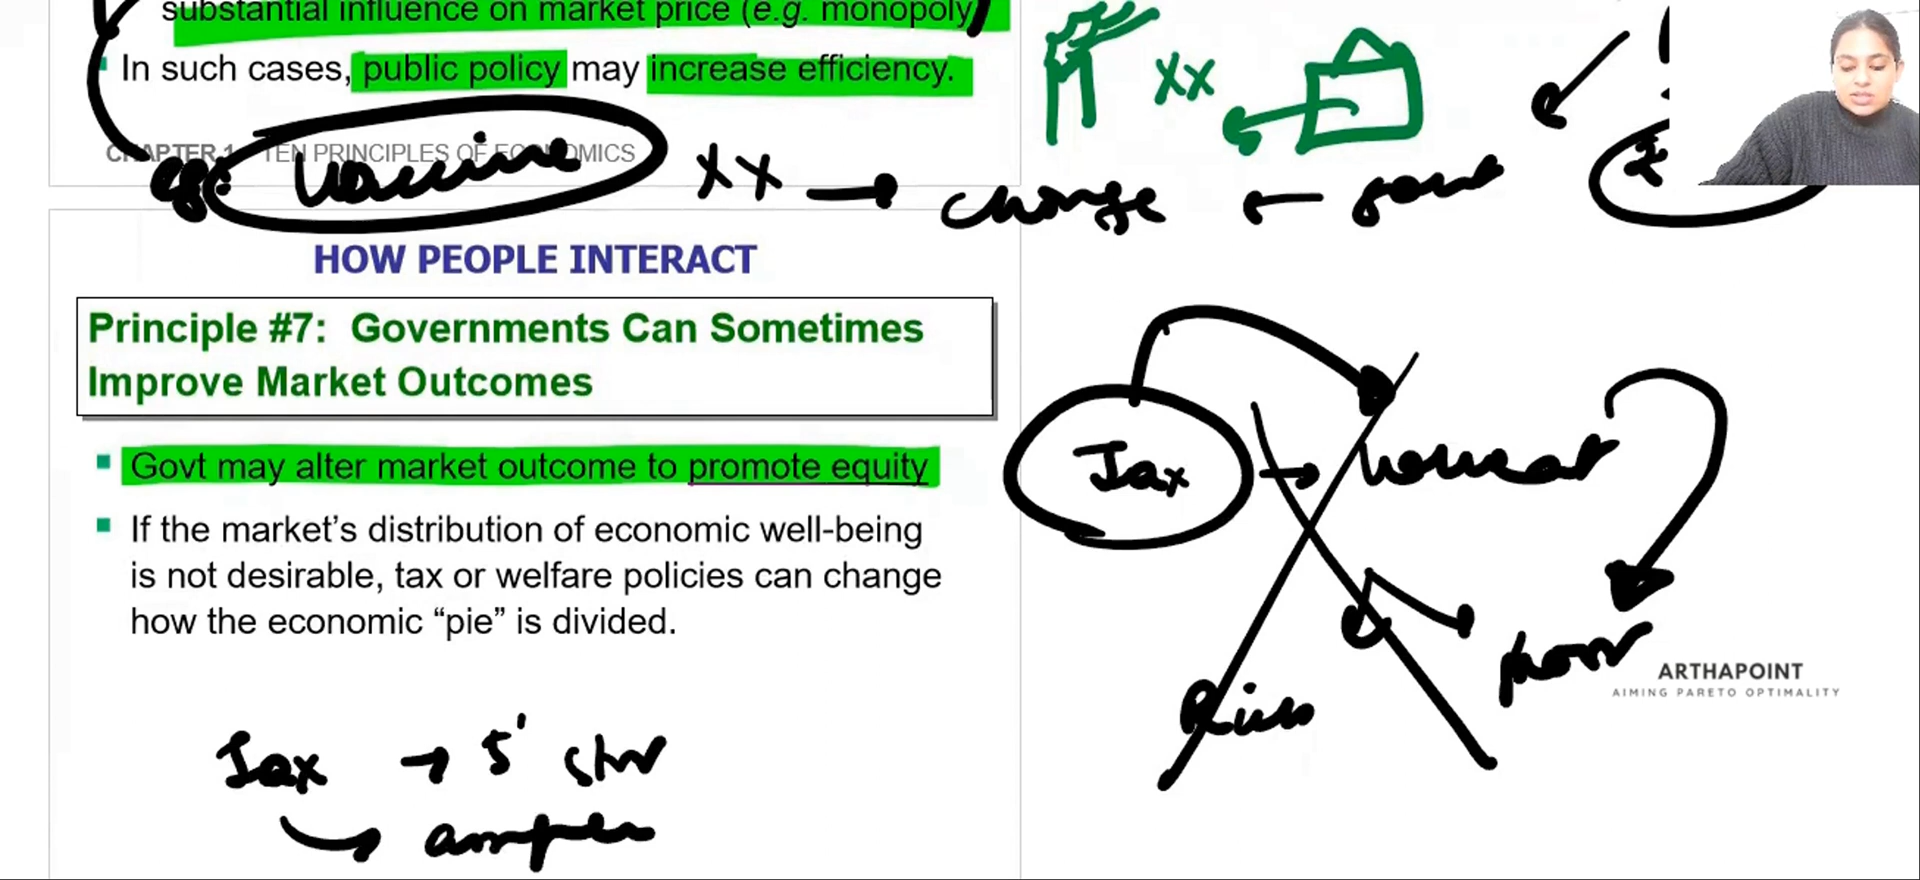 substantial influence on market price (e.g. monopoly)
In such cases, public policy may increase efficiency.
CHAPTER 1 TEN PRINCIPLES OF ECONOMICS
eg: Vaccine XX → change ← govt
XX
HOW PEOPLE INTERACT
Principle #7: Governments Can Sometimes
Improve Market Outcomes
Govt may alter market outcome to promote equity
If the market’s distribution of economic well-being
is not desirable, tax or welfare policies can change
how the economic “pie” is divided.
Tax → 5' star
Tax →
Rich
poor
ARTHAPOINT
AIMING PARETO OPTIMALITY